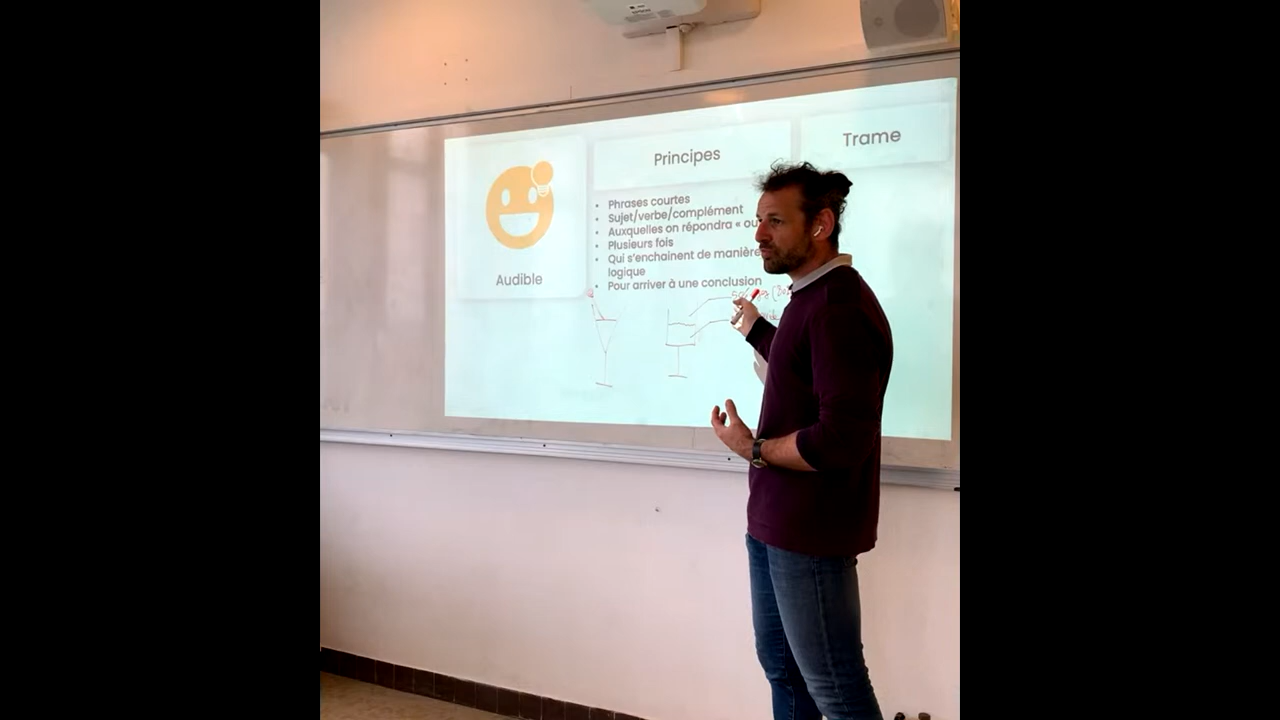 Principes
Trame
Phrases courtes
Sujet/verbe/complément
Auxquelles on répondra « ou
Plusieurs fois
Qui s'enchainent de manière
logique
Pour arriver à une conclusion
Audible